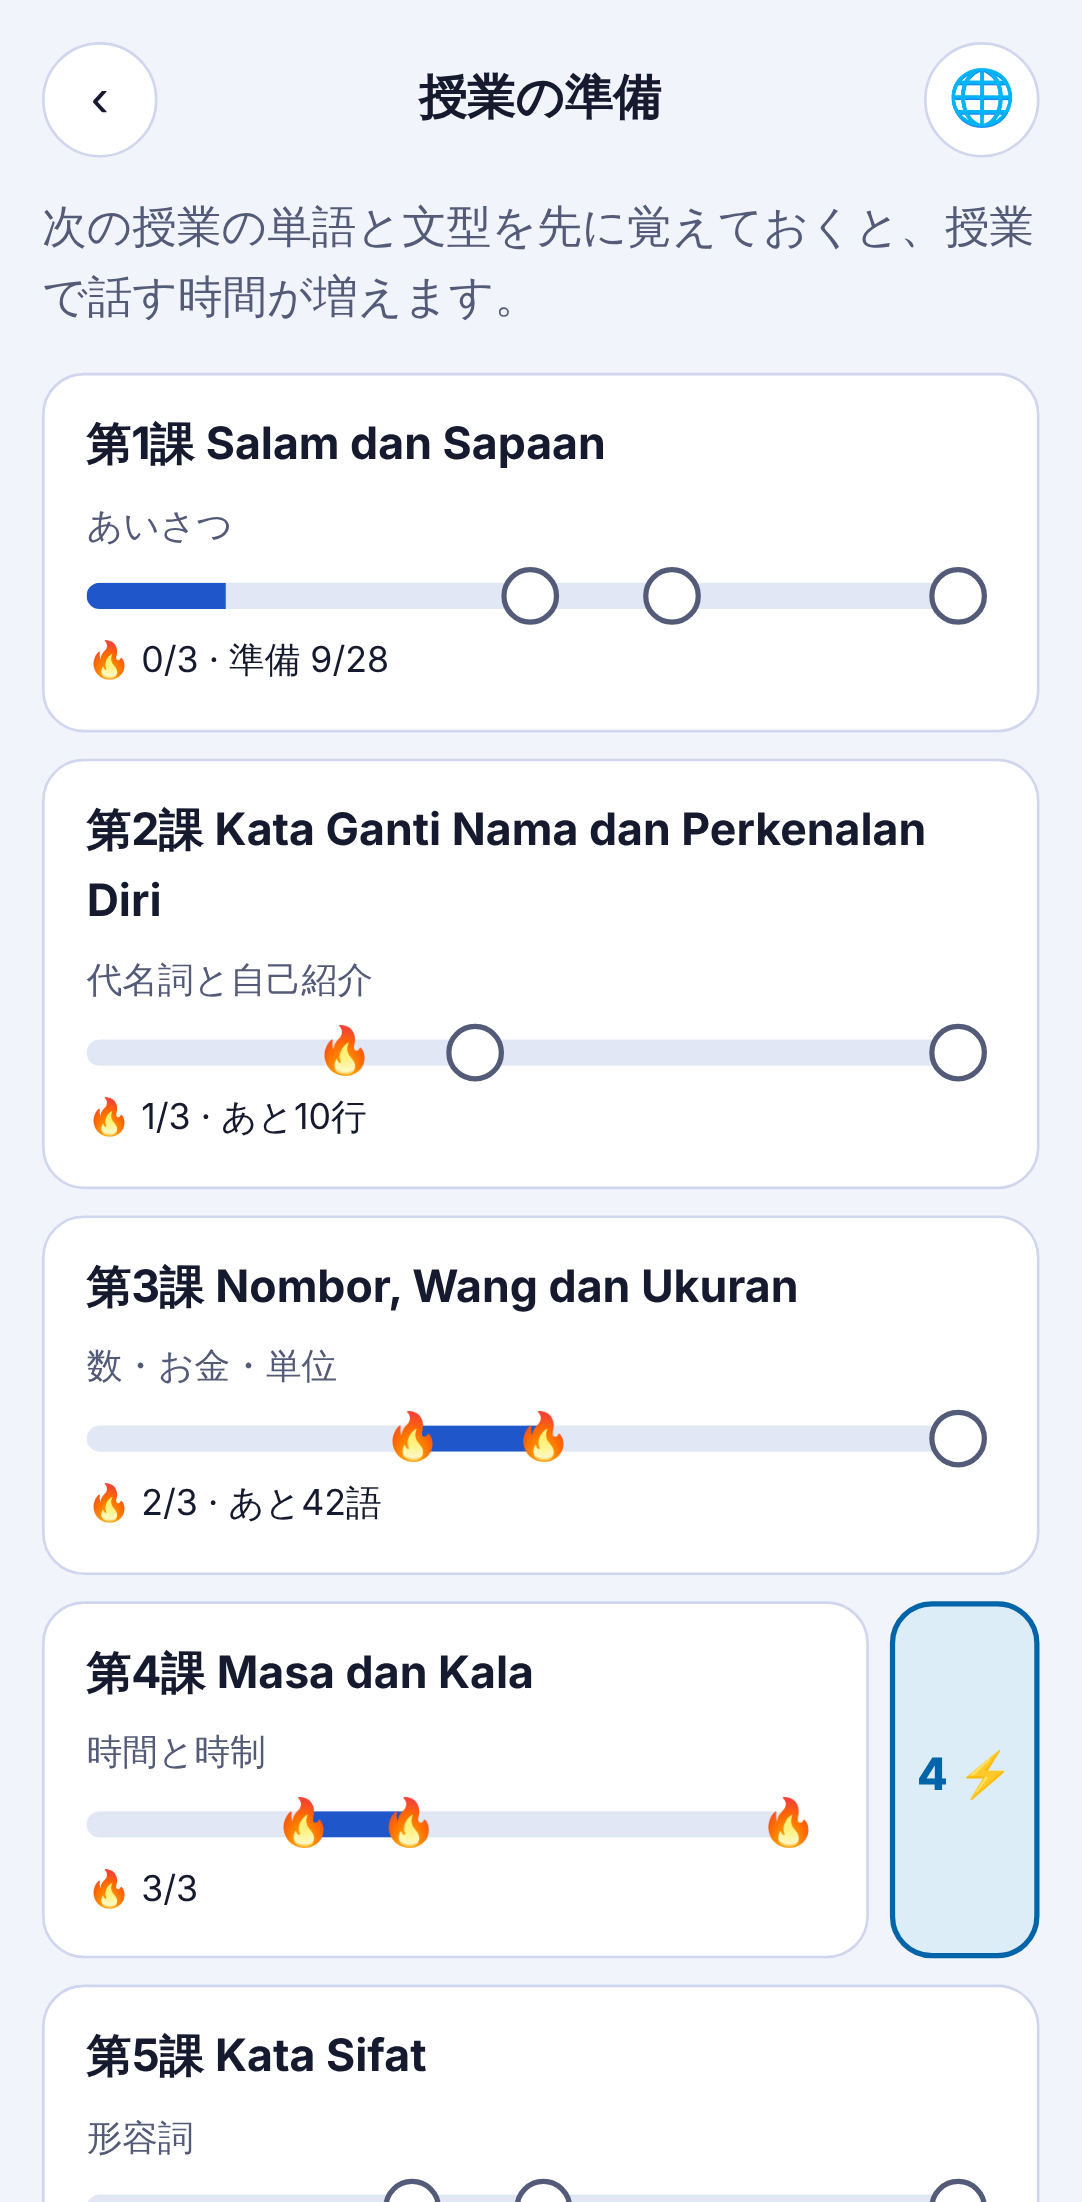 授業の準備
次の授業の単語と文型を先に覚えておくと、授業
で話す時間が増えます。
第1課 Salam dan Sapaan
あいさつ
🔥 0/3 · 準備 9/28
第2課 Kata Ganti Nama dan Perkenalan
Diri
代名詞と自己紹介
🔥 1/3 · あと10行
第3課 Nombor, Wang dan Ukuran
数・お金・単位
🔥 2/3 · あと42語
第4課 Masa dan Kala
時間と時制
🔥 3/3
4 ⚡
第5課 Kata Sifat
形容詞